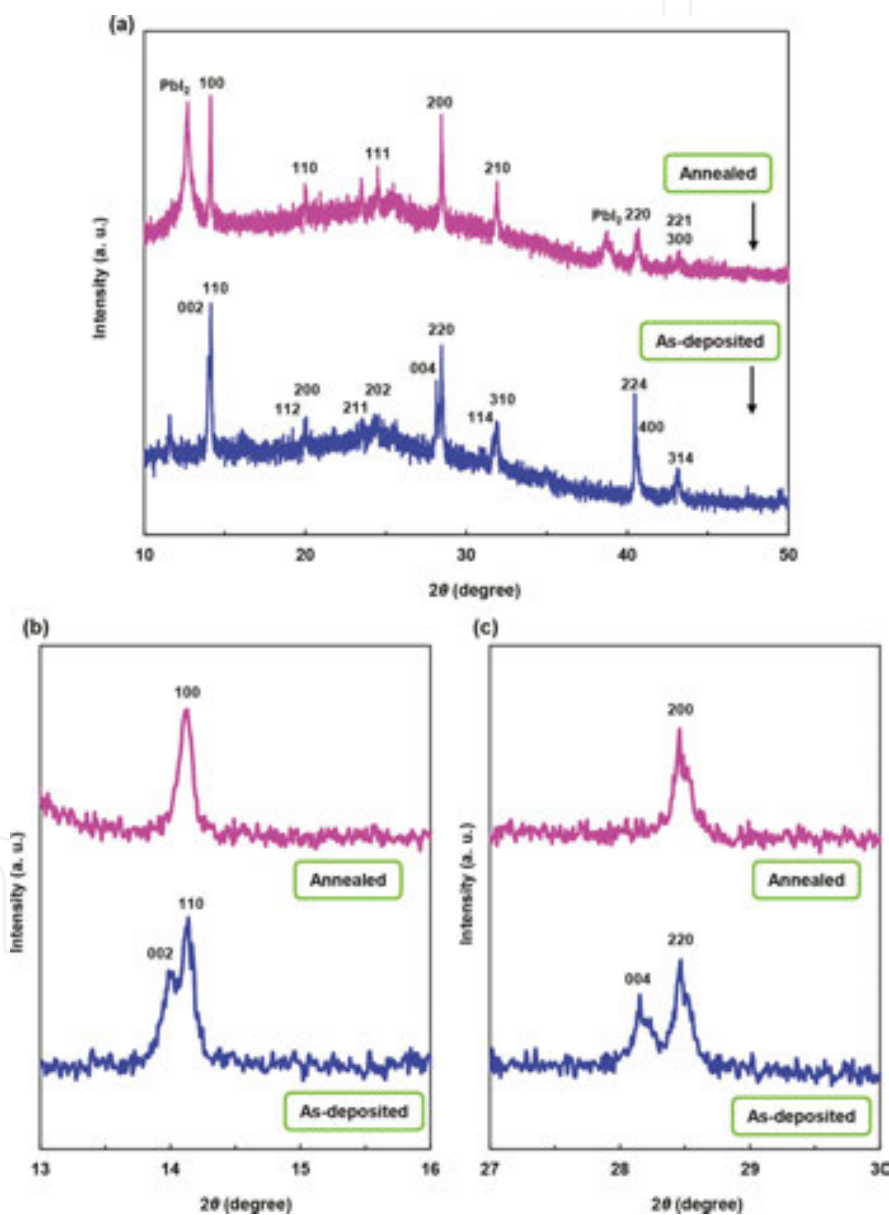 (a)
PbI₂
100
110
111
200
210
PbI₂
220
221
300
Annealed
002
110
112
200
211
202
004
220
114
310
224
400
314
As-deposited
Intensity (a. u.)
10
20
30
40
50
2θ (degree)
(b)
100
Annealed
002
110
As-deposited
Intensity (a. u.)
13
14
15
16
2θ (degree)
(c)
200
Annealed
004
220
As-deposited
Intensity (a. u.)
27
28
29
30
2θ (degree)